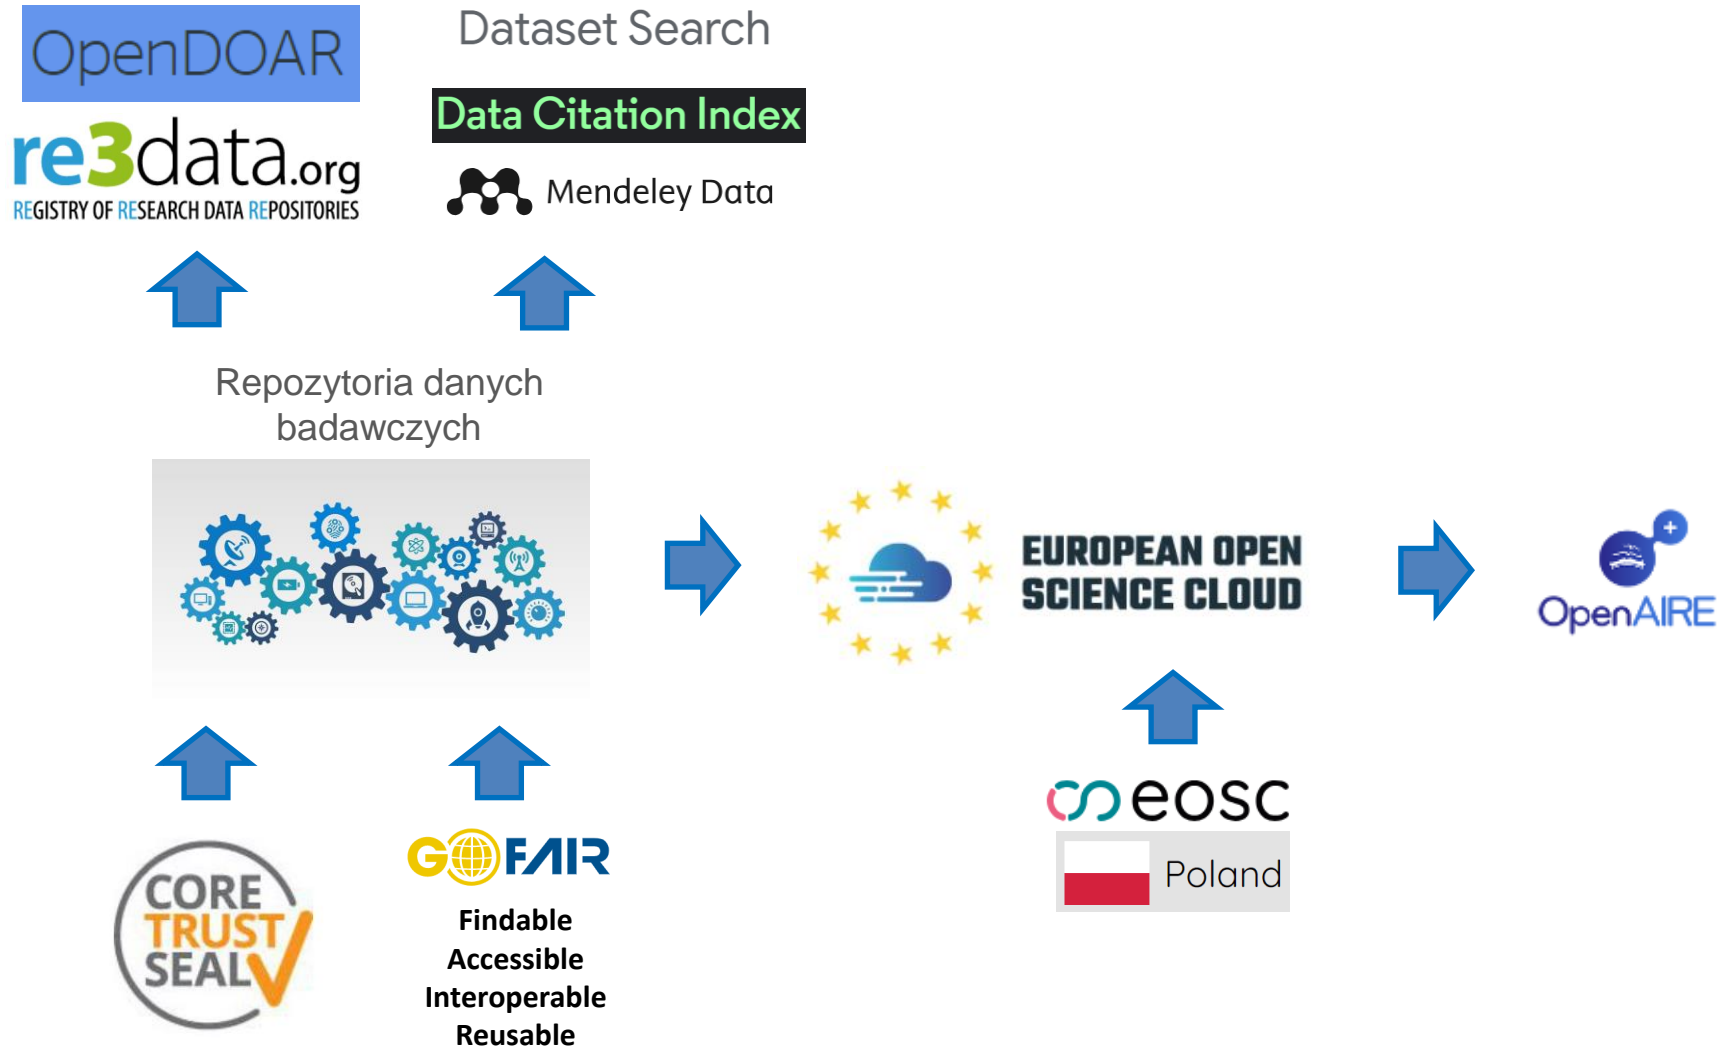 OpenDOAR
re3data.org
REGISTRY OF RESEARCH DATA REPOSITORIES
Dataset Search
Data Citation Index
Mendeley Data
Repozytoria danych
badawczych
EUROPEAN OPEN
SCIENCE CLOUD
OpenAIRE
eosc
Poland
CORE
TRUST
SEAL
GO FAIR
Findable
Accessible
Interoperable
Reusable